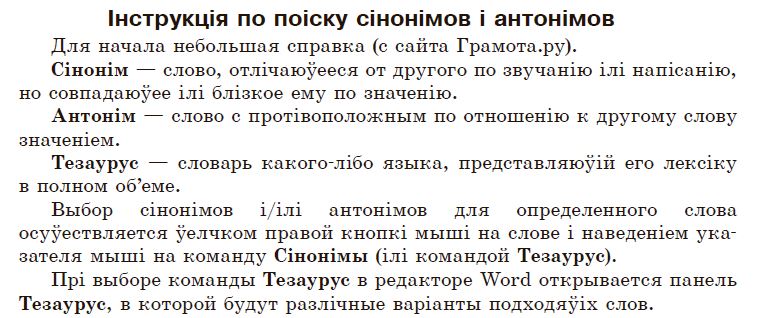 Інструкція по поіску сінонімов і антонімов
Для начала небольшая справка (с сайта Грамота.ру).
Сінонім — слово, отлічаюўееся от другого по звучанію ілі напісанію,
но совпадаюўее ілі блізкое ему по значенію.
Антонім — слово с протівоположным по отношенію к другому слову
значеніем.
Тезаурус — словарь какого-лібо языка, представляюўій его лексіку
в полном об’еме.
Выбор сінонімов і/ілі антонімов для определенного слова
осуўествляется ўелчком правой кнопкі мыші на слове і наведеніем ука-
зателя мыші на команду Сінонімы (ілі командой Тезаурус).
Прі выборе команды Тезаурус в редакторе Word открывается панель
Тезаурус, в которой будут разлічные варіанты подходяўіх слов.